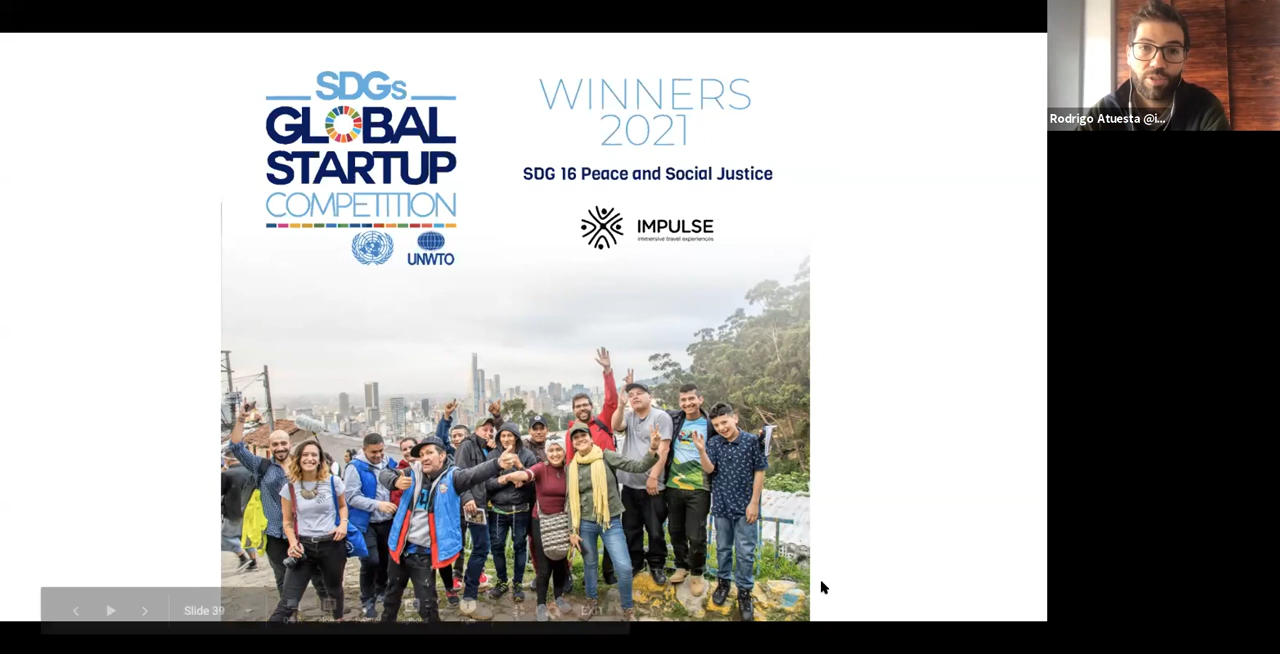 SDGs
GLOBAL
STARTUP
COMPETITION
UNWTO
WINNERS
2021
SDG 16 Peace and Social Justice
IMPULSE
immersive travel experiences
Rodrigo Atuesta @i...
Slide 39
EXIT